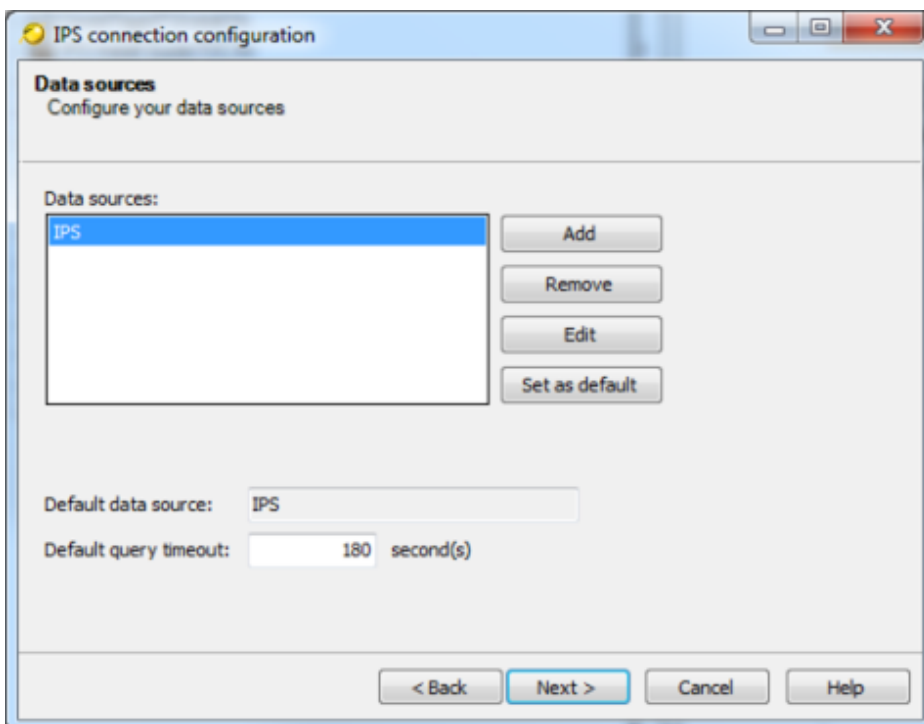 IPS connection configuration
Data sources
Configure your data sources
Data sources:
IPS
Add
Remove
Edit
Set as default
Default data source: IPS
Default query timeout: 180 second(s)
< Back Next > Cancel Help